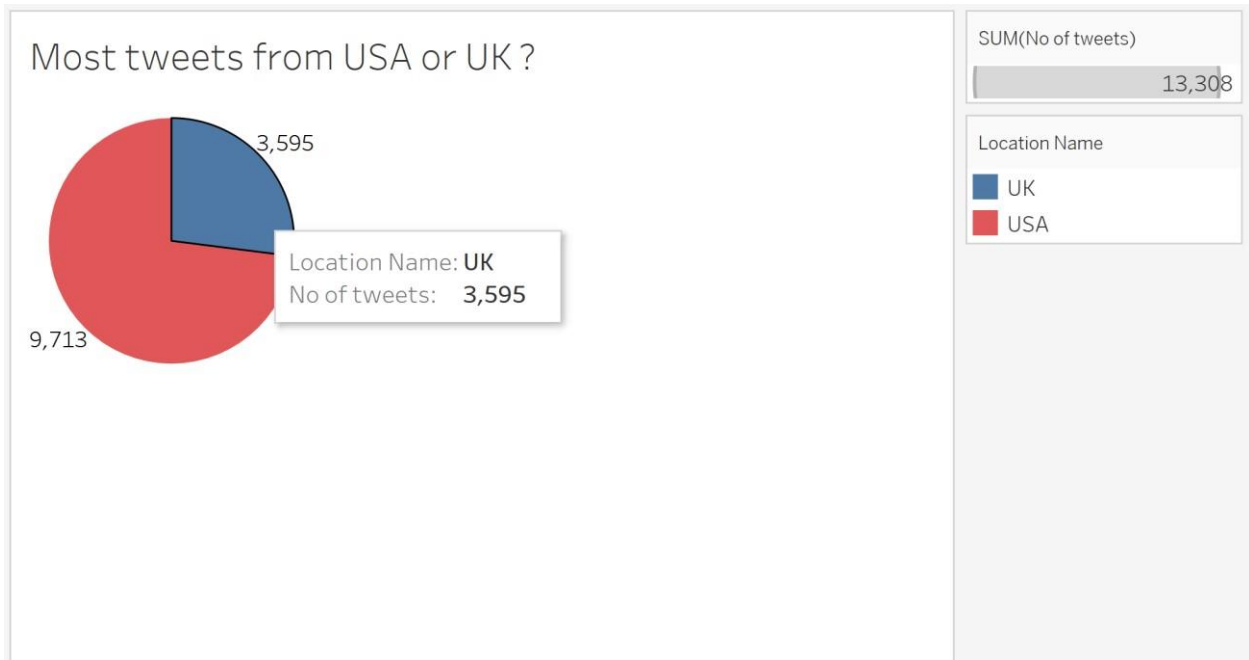 Most tweets from USA or UK ?
3,595
Location Name: UK
No of tweets: 3,595
9,713
SUM(No of tweets)
13,308
Location Name
UK
USA